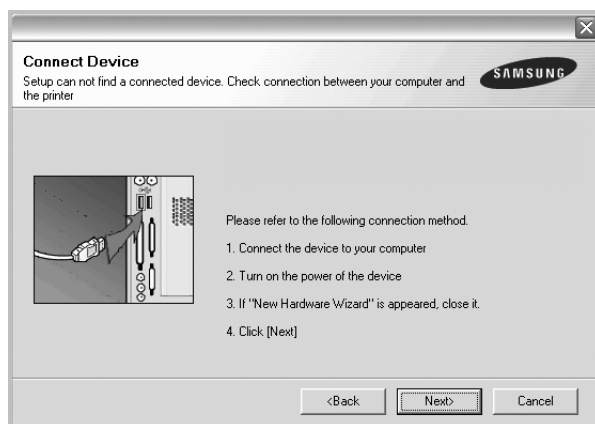 Connect Device
Setup can not find a connected device. Check connection between your computer and
the printer
SAMSUNG
Please refer to the following connection method.
1. Connect the device to your computer
2. Turn on the power of the device
3. If "New Hardware Wizard" is appeared, close it.
4. Click [Next]
<Back
Next>
Cancel